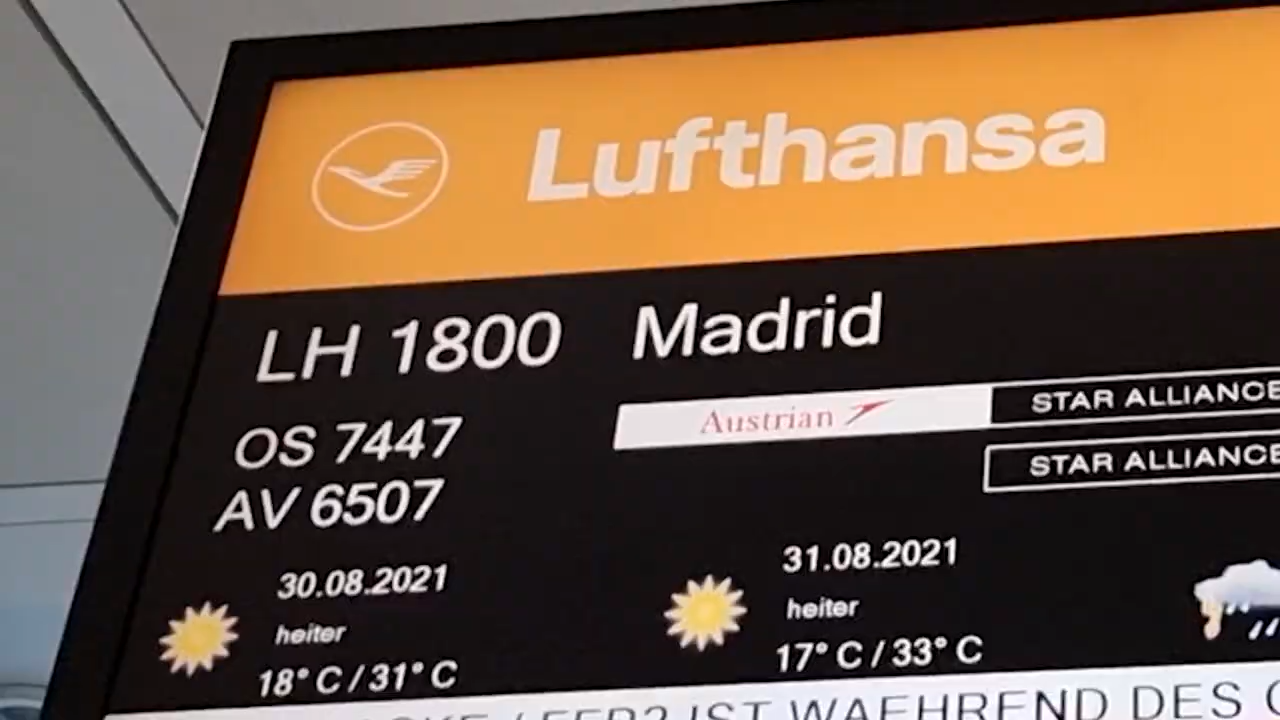 Lufthansa
LH 1800 Madrid
OS 7447 Austrian STAR ALLIANCE
AV 6507 STAR ALLIANCE
30.08.2021 31.08.2021
heiter heiter
18° C / 31° C 17° C / 33° C
/ FFP2 IST WAEHREND DES